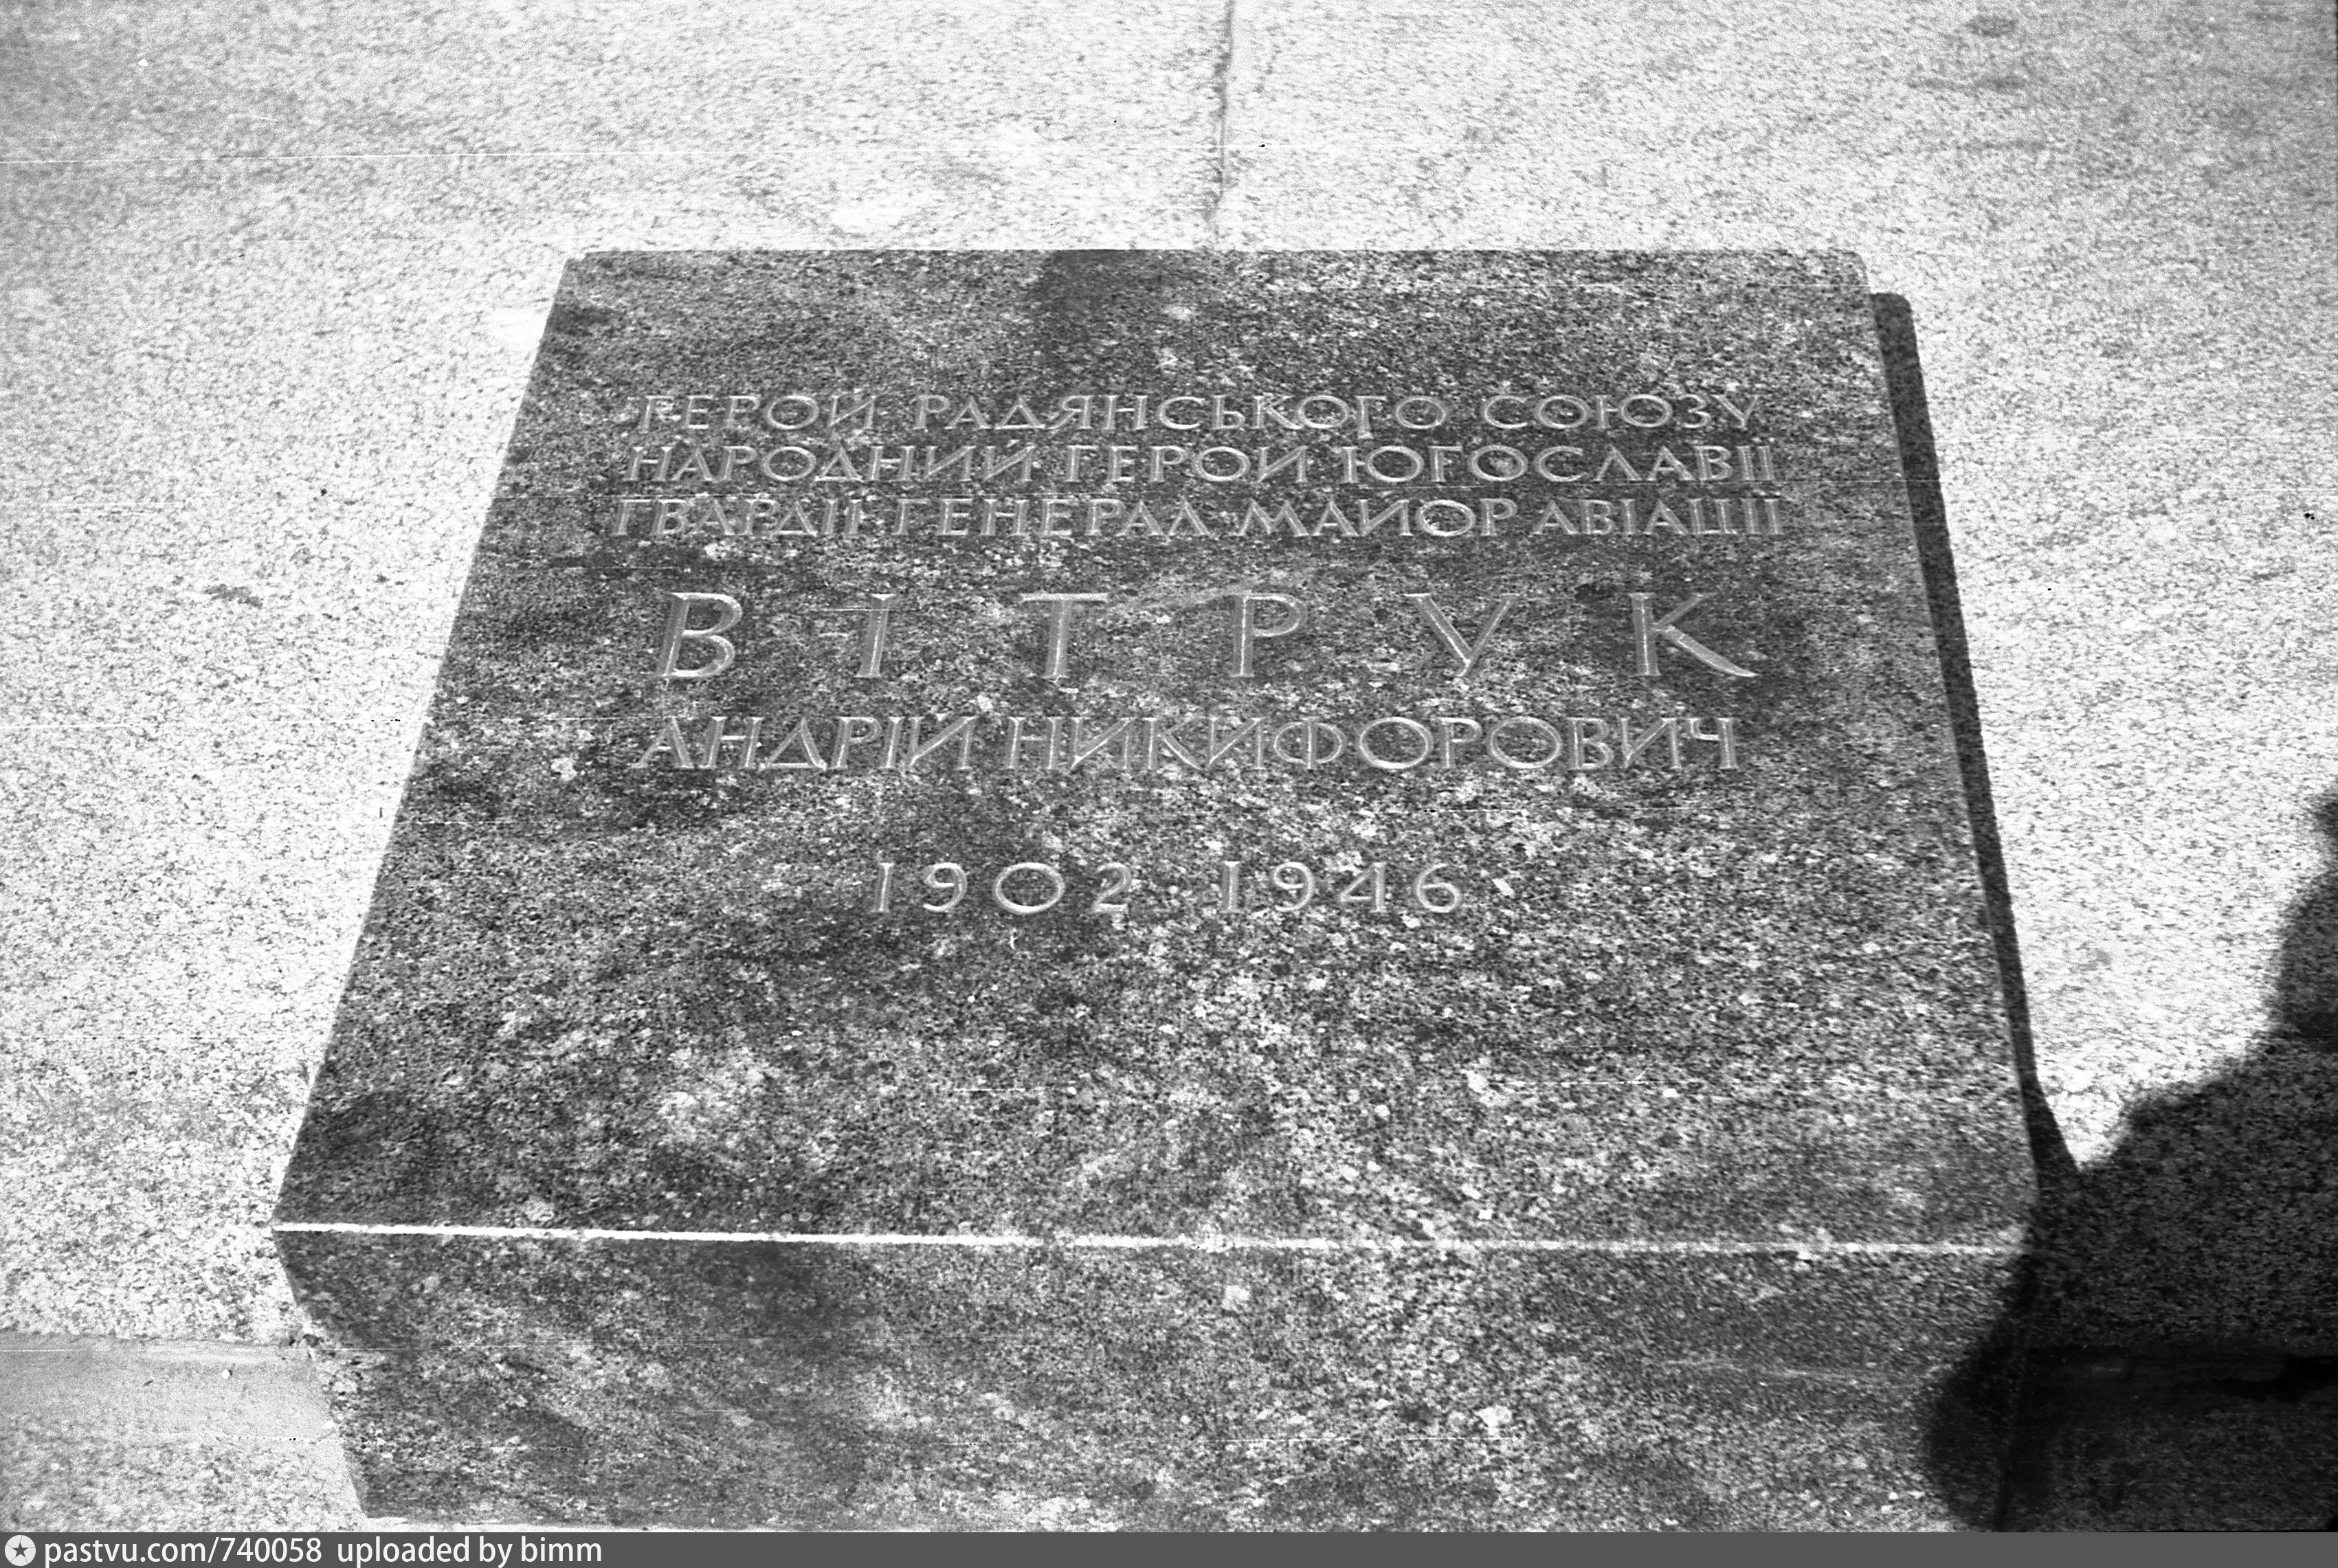 ГЕРОЙ РАДЯНСЬКОГО СОЮЗУ
НАРОДНИЙ ГЕРОЙ ЮГОСЛАВІЇ
ГВАРДІЇ ГЕНЕРАЛ МАЙОР АВІАЦІЇ
ВІТРУК
АНДРІЙ НИКИФОРОВИЧ
1902 1946
pastvu.com/740058 uploaded by bimm